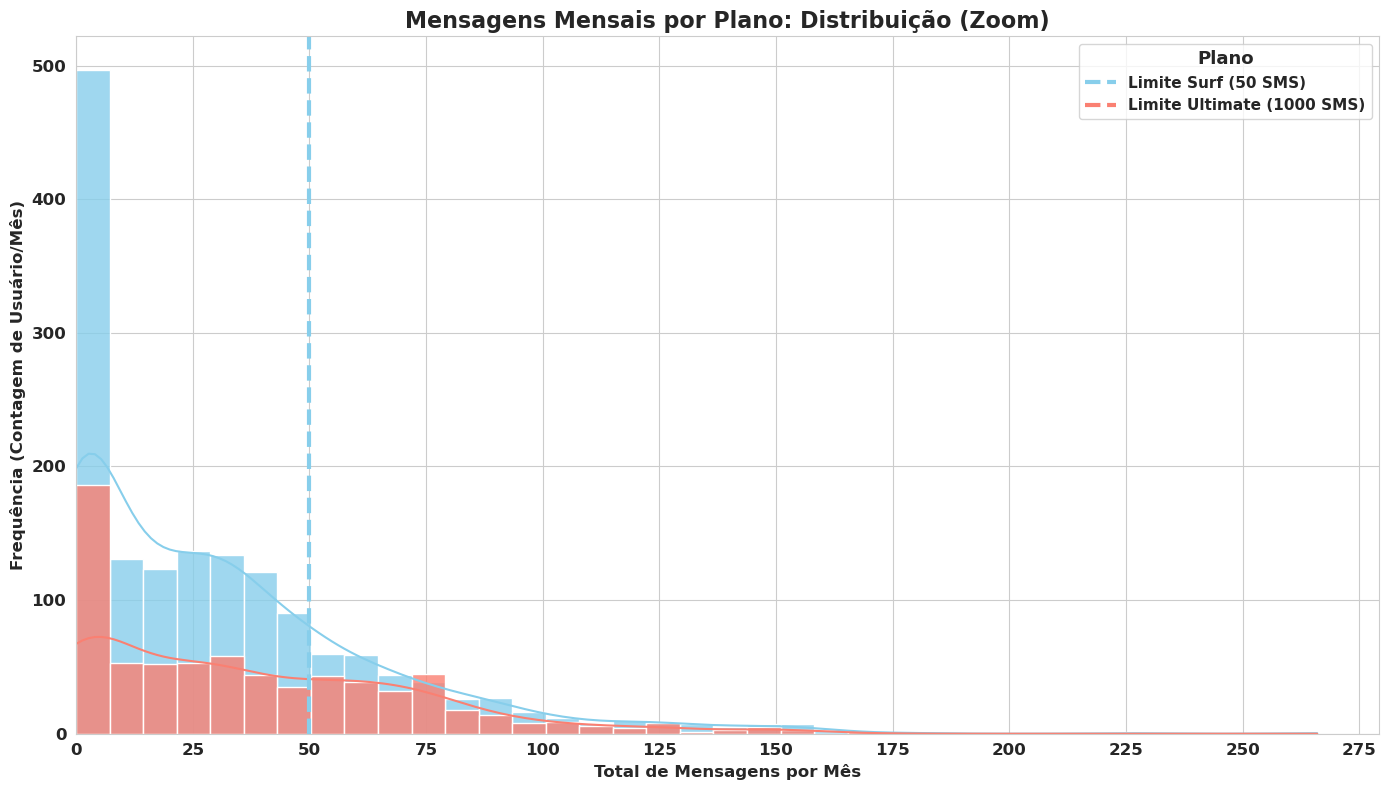 Mensagens Mensais por Plano: Distribuição (Zoom)
Plano
Limite Surf (50 SMS)
Limite Ultimate (1000 SMS)
Frequência (Contagem de Usuário/Mês)
500
400
300
200
100
0
0 25 50 75 100 125 150 175 200 225 250 275
Total de Mensagens por Mês